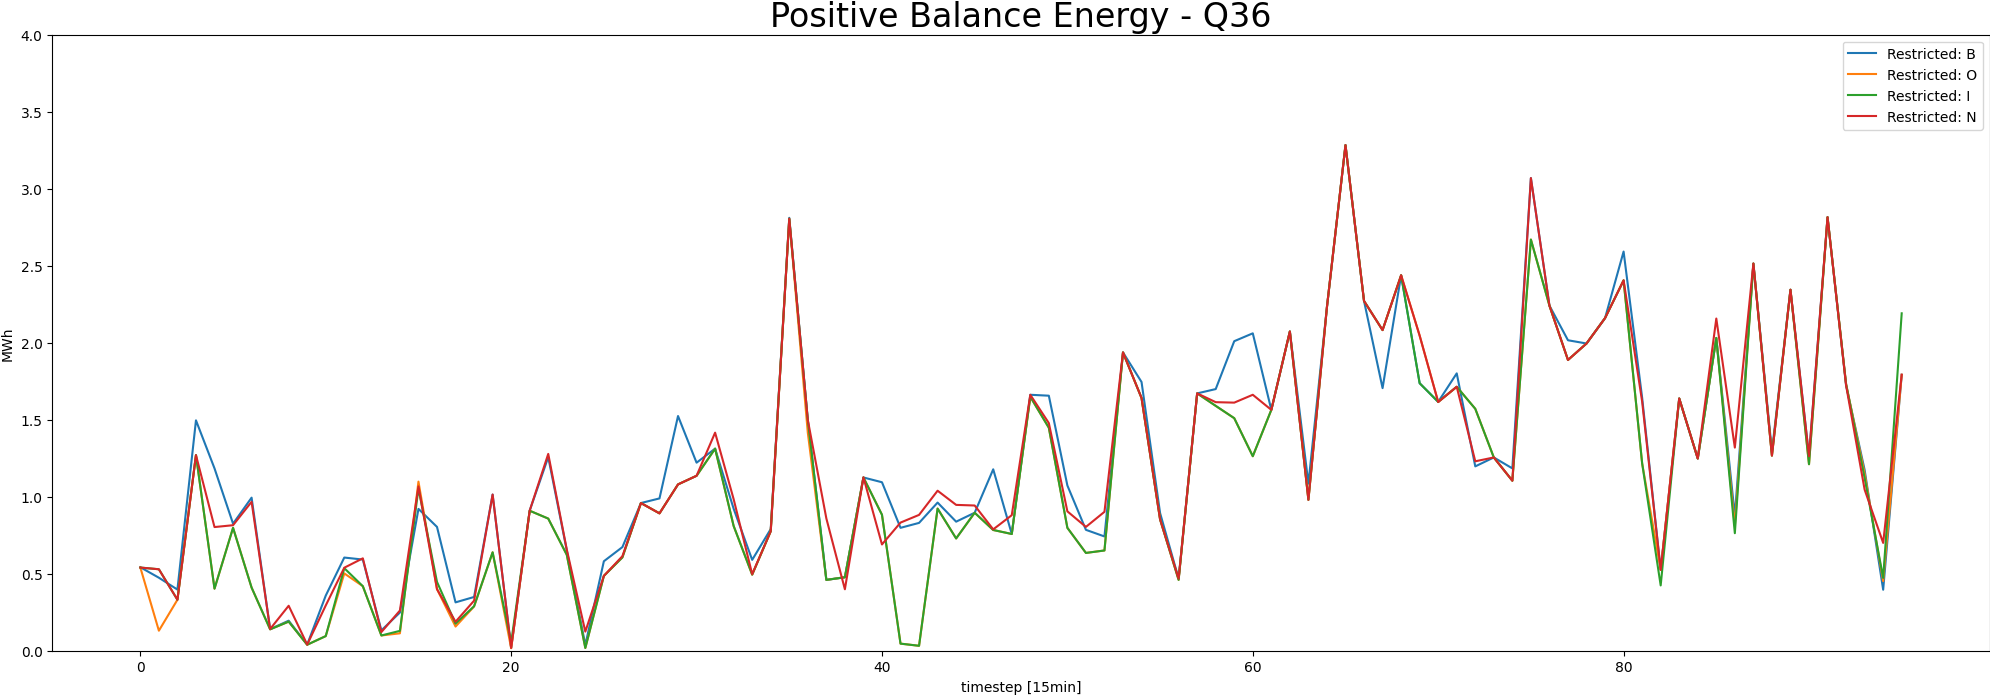 Positive Balance Energy - Q36
4.0
3.5
3.0
2.5
2.0
1.5
1.0
0.5
0.0
MWh
0
20
40
60
80
timestep [15min]
Restricted: B
Restricted: O
Restricted: I
Restricted: N